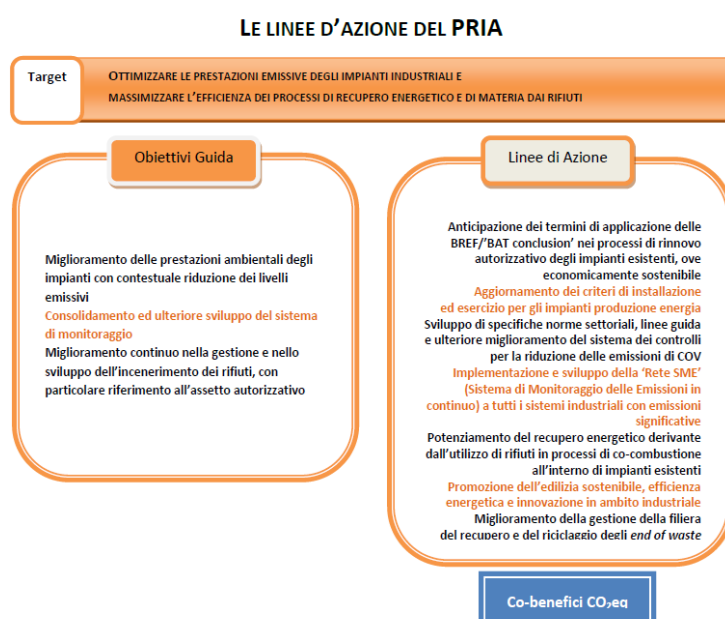 LE LINEE D'AZIONE DEL PRIA
Target
OTTIMIZZARE LE PRESTAZIONI EMISSIVE DEGLI IMPIANTI INDUSTRIALI E
MASSIMIZZARE L'EFFICIENZA DEI PROCESSI DI RECUPERO ENERGETICO E DI MATERIA DAI RIFIUTI
Obiettivi Guida
Miglioramento delle prestazioni ambientali degli
impianti con contestuale riduzione dei livelli
emissivi
Consolidamento ed ulteriore sviluppo del sistema
di monitoraggio
Miglioramento continuo nella gestione e nello
sviluppo dell'incenerimento dei rifiuti, con
particolare riferimento all'assetto autorizzativo
Linee di Azione
Anticipazione dei termini di applicazione delle
BREF/'BAT conclusion' nei processi di rinnovo
autorizzativo degli impianti esistenti, ove
economicamente sostenibile
Aggiornamento dei criteri di installazione
ed esercizio per gli impianti produzione energia
Sviluppo di specifiche norme settoriali, linee guida
e ulteriore miglioramento del sistema dei controlli
per la riduzione delle emissioni di COV
Implementazione e sviluppo della 'Rete SME'
(Sistema di Monitoraggio delle Emissioni in
continuo) a tutti i sistemi industriali con emissioni
significative
Potenziamento del recupero energetico derivante
dall'utilizzo di rifiuti in processi di co-combustione
all'interno di impianti esistenti
Promozione dell'edilizia sostenibile, efficienza
energetica e innovazione in ambito industriale
Miglioramento della gestione della filiera
del recupero e del riciclaggio degli end of waste
Co-benefici CO₂eq